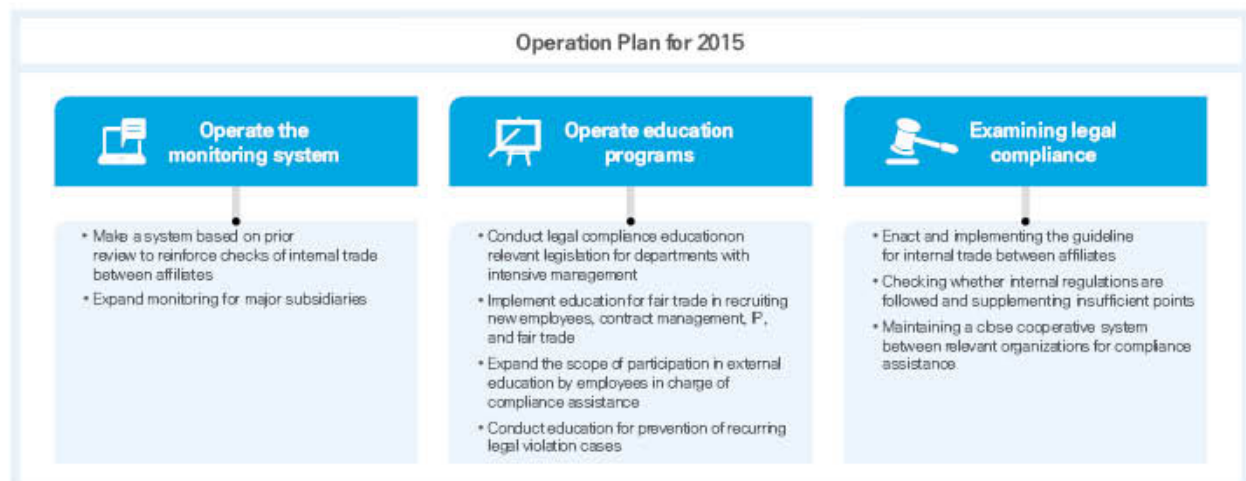 Operation Plan for 2015
Operate the
monitoring system
• Make a system based on prior
review to reinforce checks of internal trade
between affiliates
• Expand monitoring for major subsidiaries
Operate education
programs
• Conduct legal compliance educationon
relevant legislation for departments with
intensive management
• Implement education for fair trade in recruiting
new employees, contract management, IP,
and fair trade
• Expand the scope of participation in external
education by employees in charge of
compliance assistance
• Conduct education for prevention of recurring
legal violation cases
Examining legal
compliance
• Enact and implementing the guideline
for internal trade between affiliates
• Checking whether internal regulations are
followed and supplementing insufficient points
• Maintaining a close cooperative system
between relevant organizations for compliance
assistance